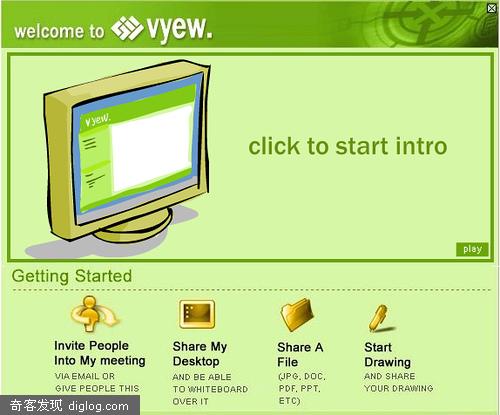 welcome to vyew.
vyew.
click to start intro
play
Getting Started
Invite People
Into My meeting
VIA EMAIL OR
GIVE PEOPLE THIS
Share My
Desktop
AND BE ABLE
TO WHITEBOARD
OVER IT
Share A
File
(JPG, DOC,
PDF, PPT,
ETC)
Start
Drawing
AND SHARE
YOUR DRAWING
奇客发现 diglog.com